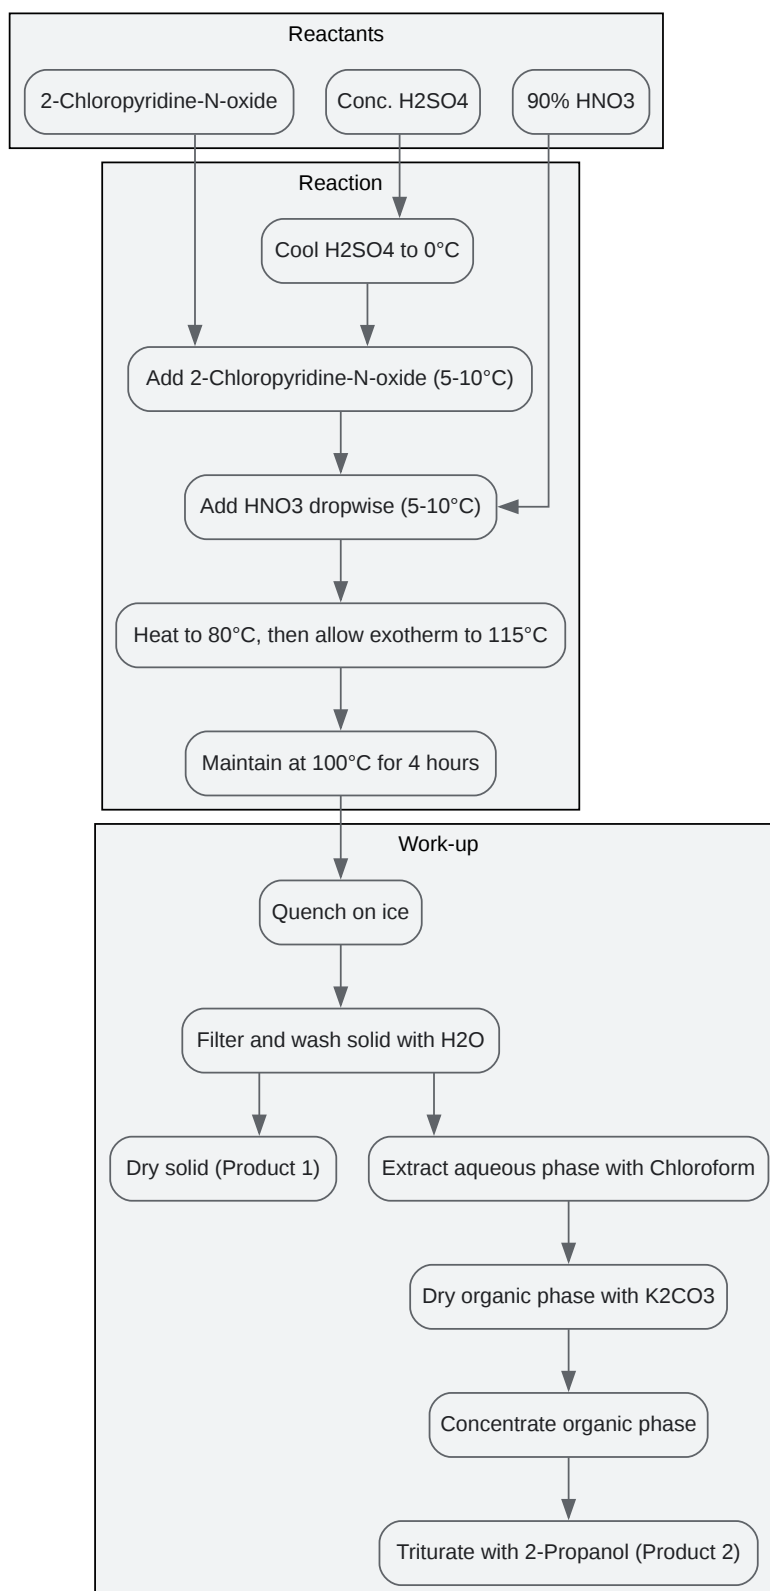 Reactants
2-Chloropyridine-N-oxide
Conc. H2SO4
90% HNO3
Reaction
Cool H2SO4 to 0°C
Add 2-Chloropyridine-N-oxide (5-10°C)
Add HNO3 dropwise (5-10°C)
Heat to 80°C, then allow exotherm to 115°C
Maintain at 100°C for 4 hours
Work-up
Quench on ice
Filter and wash solid with H2O
Dry solid (Product 1)
Extract aqueous phase with Chloroform
Dry organic phase with K2CO3
Concentrate organic phase
Triturate with 2-Propanol (Product 2)